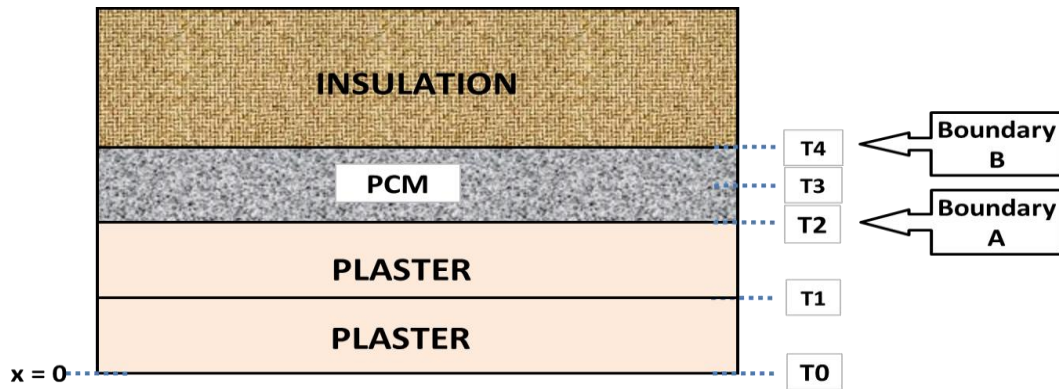 INSULATION
T4
Boundary
B
PCM
T3
T2
Boundary
A
PLASTER
T1
PLASTER
x = 0
T0